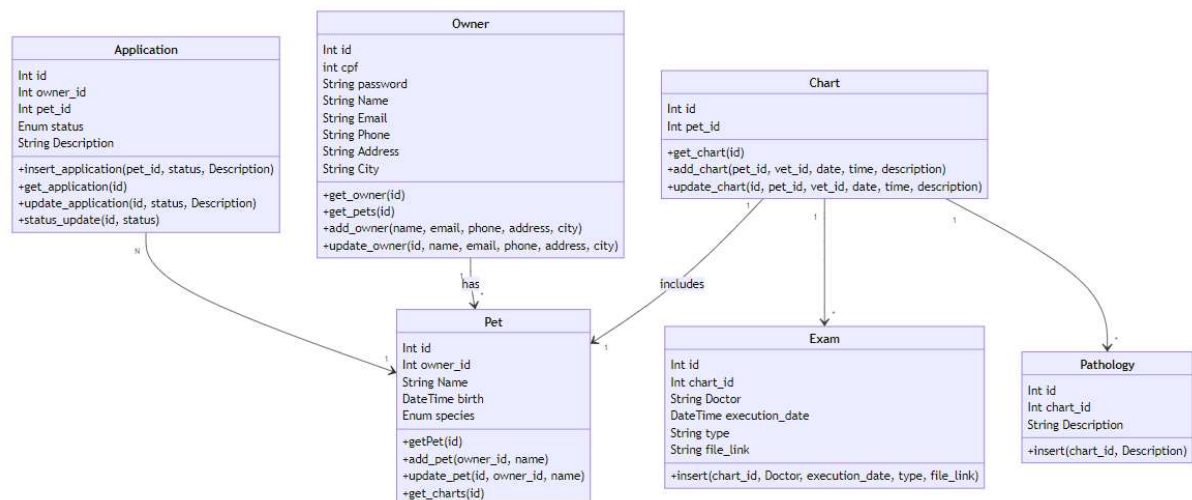 Application
Int id
Int owner_id
Int pet_id
Enum status
String Description
+insert_application(pet_id, status, Description)
+get_application(id)
+update_application(id, status, Description)
+status_update(id, status)
Owner
Int id
int cpf
String password
String Name
String Email
String Phone
String Address
String City
+get_owner(id)
+get_pets(id)
+add_owner(name, email, phone, address, city)
+update_owner(id, name, email, phone, address, city)
Chart
Int id
Int pet_id
+get_chart(id)
+add_chart(pet_id, vet_id, date, time, description)
+update_chart(id, pet_id, vet_id, date, time, description)
N
1
has
*
1
includes
1
1
*
1
*
Pet
Int id
Int owner_id
String Name
DateTime birth
Enum species
+getPet(id)
+add_pet(owner_id, name)
+update_pet(id, owner_id, name)
+get_charts(id)
Exam
Int id
Int chart_id
String Doctor
DateTime execution_date
String type
String file_link
+insert(chart_id, Doctor, execution_date, type, file_link)
Pathology
Int id
Int chart_id
String Description
+insert(chart_id, Description)